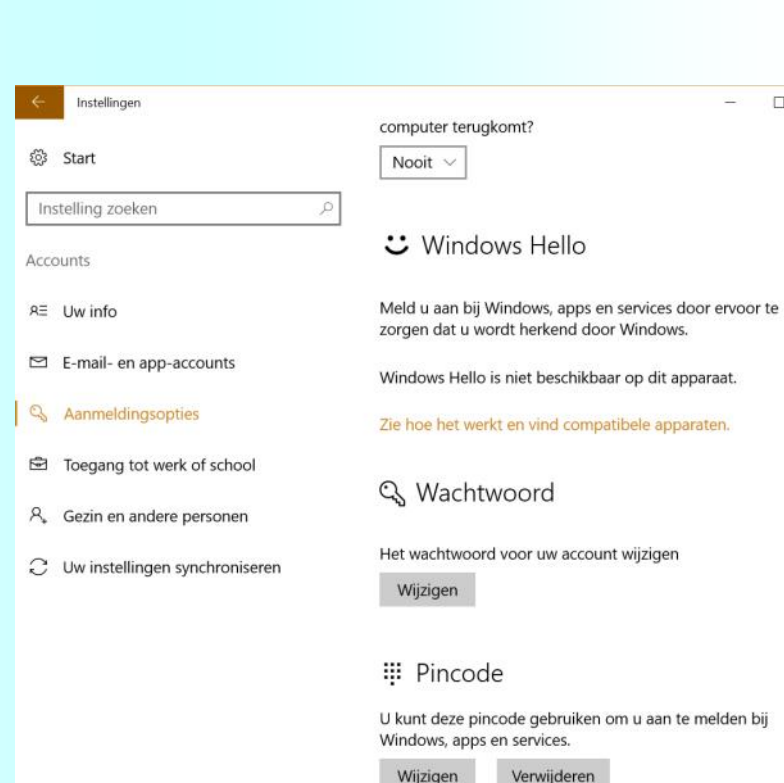 Instellingen
Start
Instelling zoeken
Accounts
Uw info
E-mail- en app-accounts
Aanmeldingsopties
Toegang tot werk of school
Gezin en andere personen
Uw instellingen synchroniseren
computer terugkomt?
Nooit
Windows Hello
Meld u aan bij Windows, apps en services door ervoor te
zorgen dat u wordt herkend door Windows.
Windows Hello is niet beschikbaar op dit apparaat.
Zie hoe het werkt en vind compatibele apparaten.
Wachtwoord
Het wachtwoord voor uw account wijzigen
Wijzigen
Pincode
U kunt deze pincode gebruiken om u aan te melden bij
Windows, apps en services.
Wijzigen Verwijderen